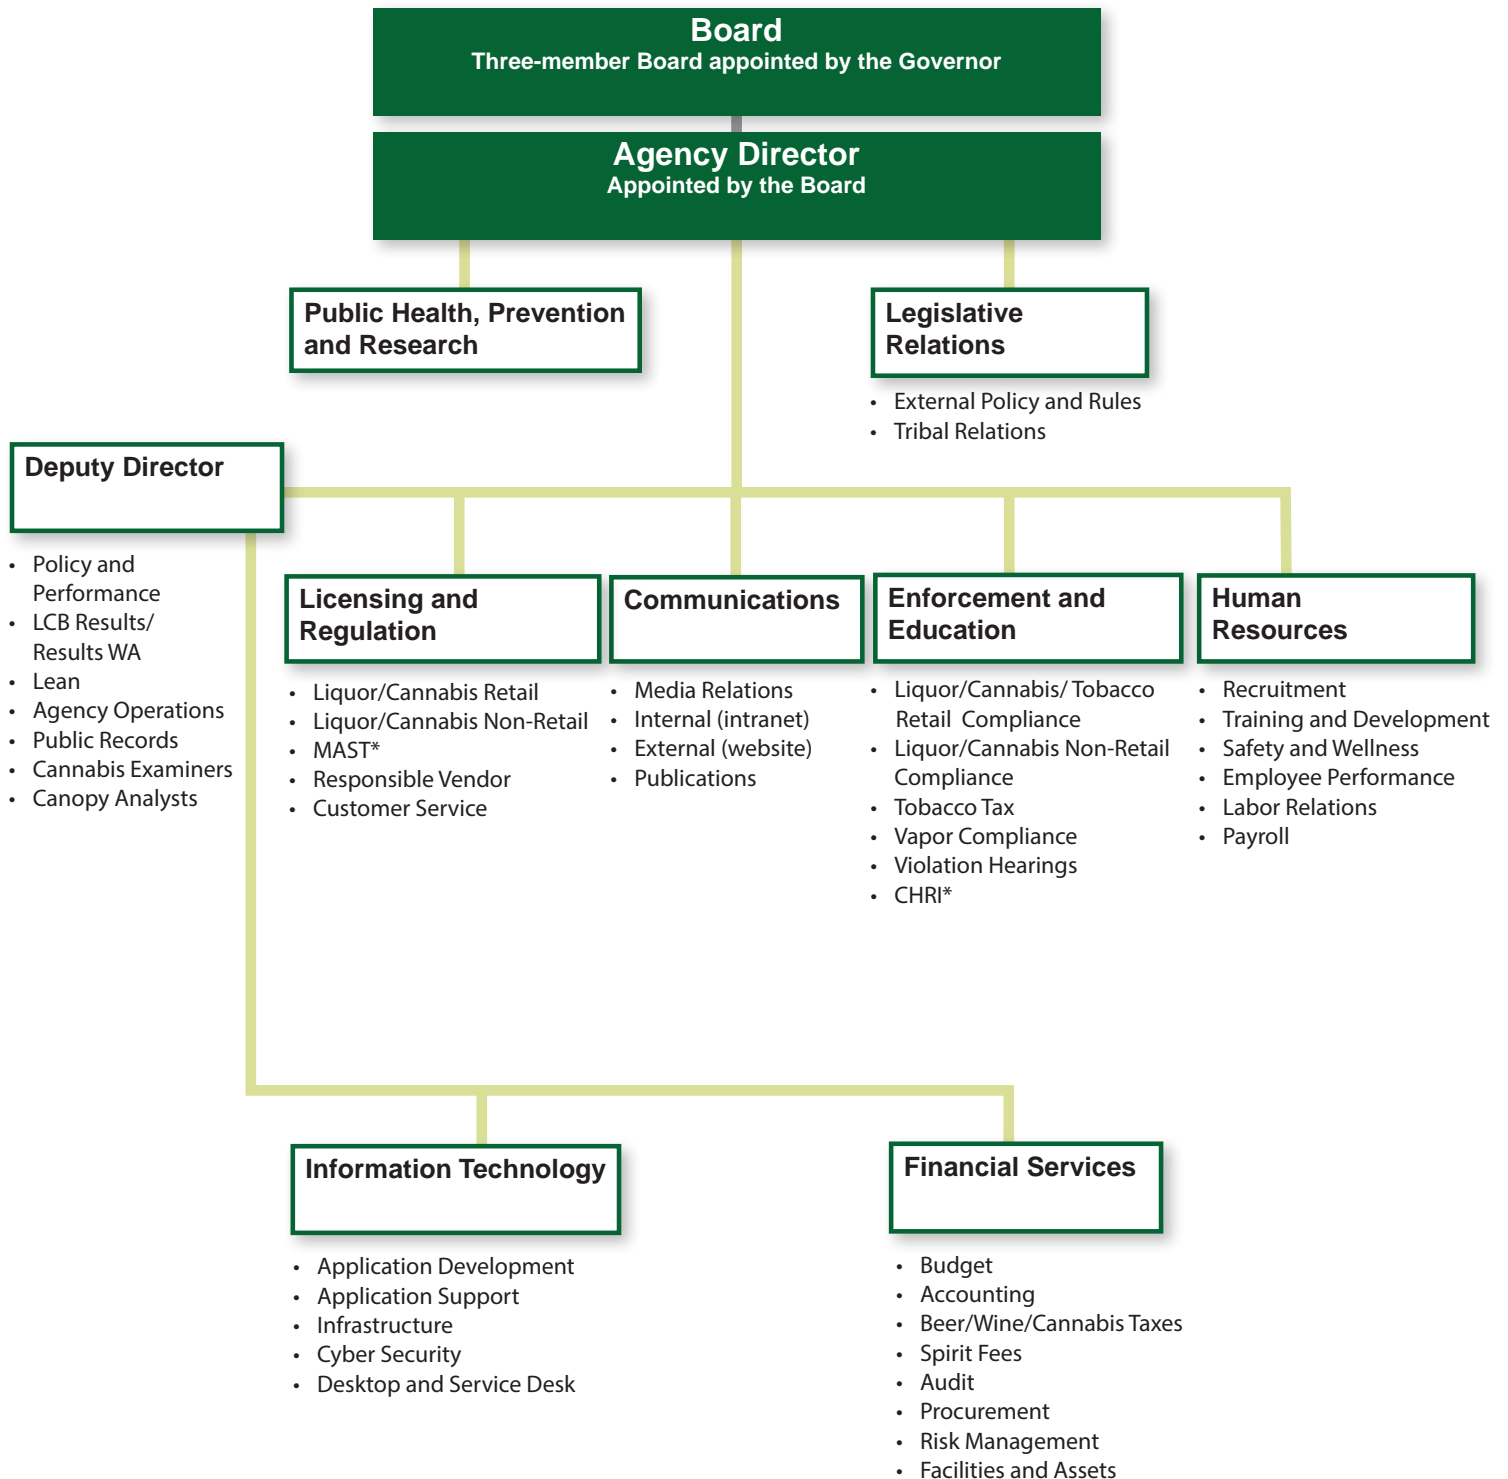 Board
Three-member Board appointed by the Governor
Agency Director
Appointed by the Board
Public Health, Prevention
and Research
Legislative
Relations
• External Policy and Rules
• Tribal Relations
Deputy Director
• Policy and
Performance
• LCB Results/
Results WA
• Lean
• Agency Operations
• Public Records
• Cannabis Examiners
• Canopy Analysts
Licensing and
Regulation
• Liquor/Cannabis Retail
• Liquor/Cannabis Non-Retail
• MAST*
• Responsible Vendor
• Customer Service
Communications
• Media Relations
• Internal (intranet)
• External (website)
• Publications
Enforcement and
Education
• Liquor/Cannabis/ Tobacco
Retail Compliance
• Liquor/Cannabis Non-Retail
Compliance
• Tobacco Tax
• Vapor Compliance
• Violation Hearings
• CHRI*
Human
Resources
• Recruitment
• Training and Development
• Safety and Wellness
• Employee Performance
• Labor Relations
• Payroll
Information Technology
• Application Development
• Application Support
• Infrastructure
• Cyber Security
• Desktop and Service Desk
Financial Services
• Budget
• Accounting
• Beer/Wine/Cannabis Taxes
• Spirit Fees
• Audit
• Procurement
• Risk Management
• Facilities and Assets